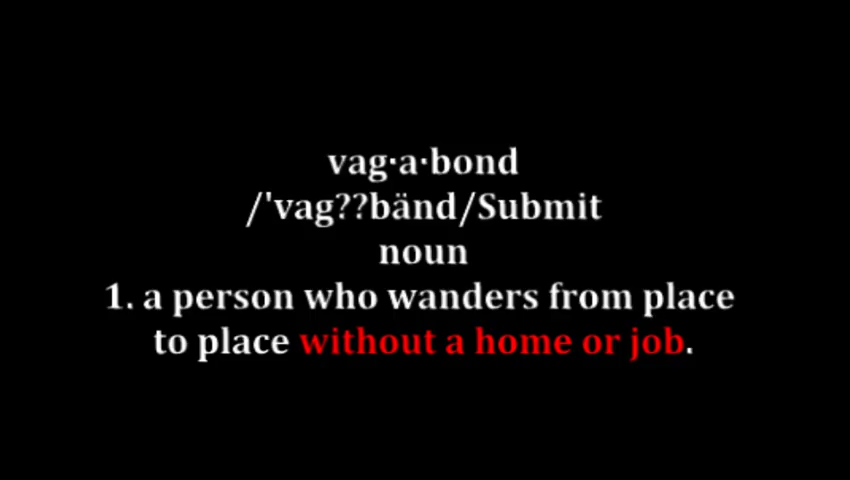 vag·a·bond
/'vag??bänd/Submit
noun
1. a person who wanders from place
to place without a home or job.